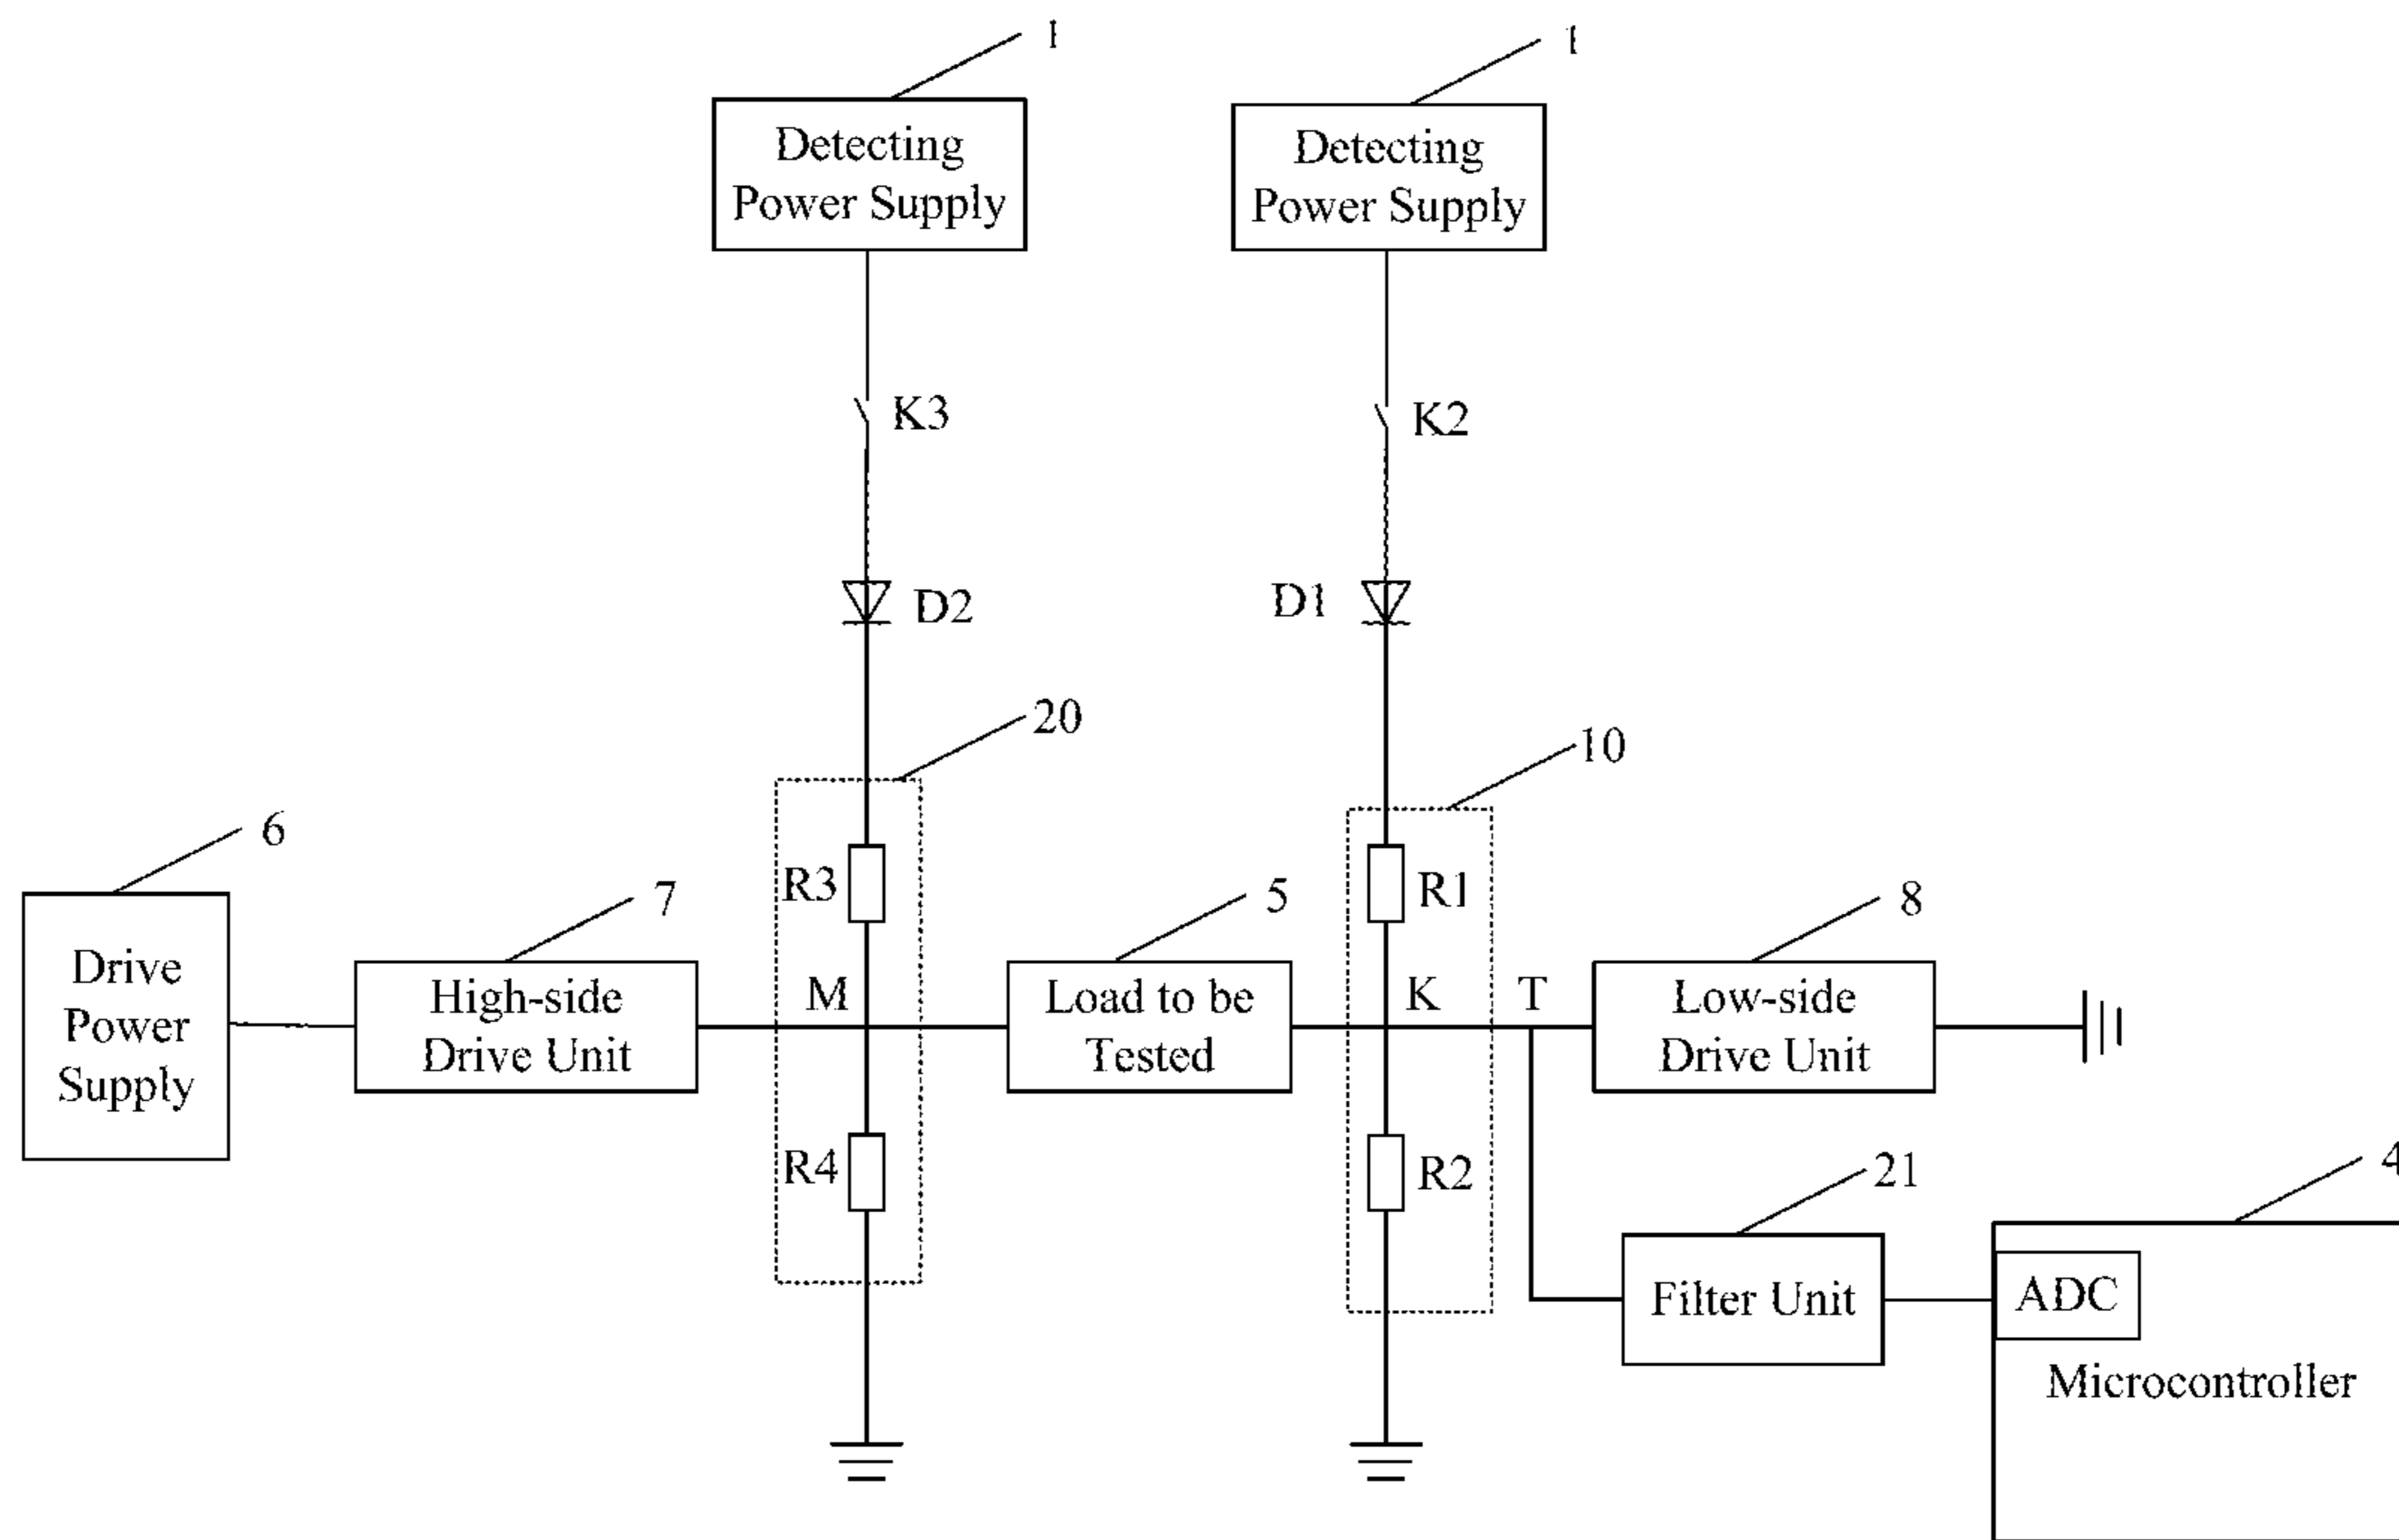 1
1
Detecting
Power Supply
Detecting
Power Supply
K3
K2
D2
D1
20
10
6
7
R3
5
R1
8
Drive
Power
Supply
High-side
Drive Unit
M
Load to be
Tested
K
T
Low-side
Drive Unit
R4
R2
21
4
Filter Unit
ADC
Microcontroller